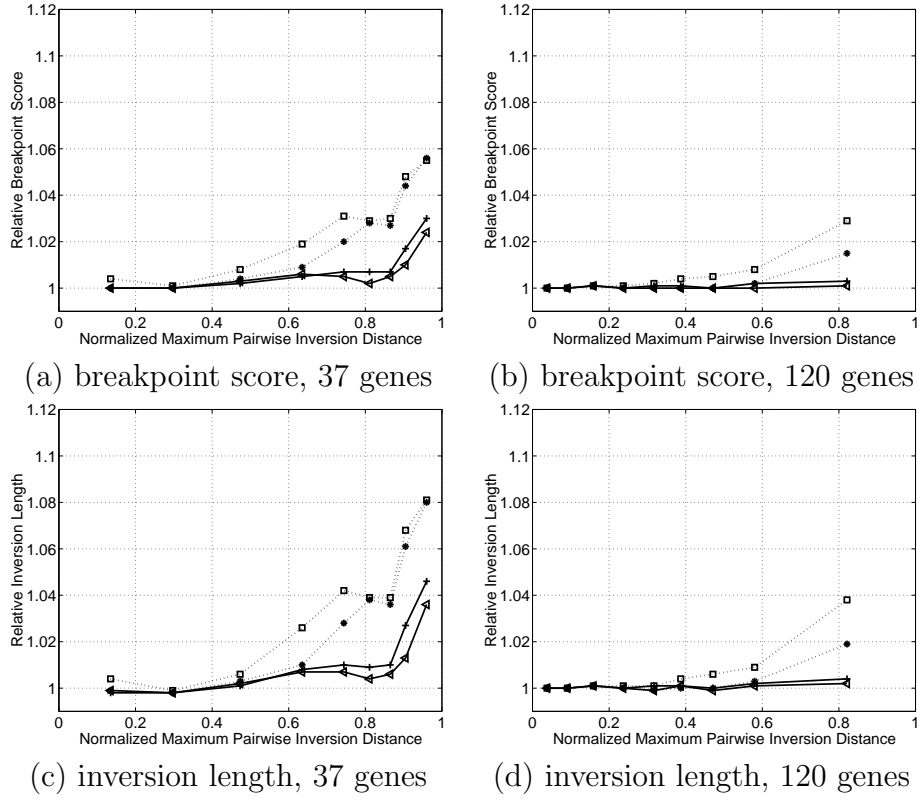 1.12
1.1
1.08
1.06
1.04
1.02
1
0 0.2 0.4 0.6 0.8 1
Relative Breakpoint Score
Normalized Maximum Pairwise Inversion Distance
(a) breakpoint score, 37 genes
1.12
1.1
1.08
1.06
1.04
1.02
1
0 0.2 0.4 0.6 0.8 1
Relative Breakpoint Score
Normalized Maximum Pairwise Inversion Distance
(b) breakpoint score, 120 genes
1.12
1.1
1.08
1.06
1.04
1.02
1
0 0.2 0.4 0.6 0.8 1
Relative Inversion Length
Normalized Maximum Pairwise Inversion Distance
(c) inversion length, 37 genes
1.12
1.1
1.08
1.06
1.04
1.02
1
0 0.2 0.4 0.6 0.8 1
Relative Inversion Length
Normalized Maximum Pairwise Inversion Distance
(d) inversion length, 120 genes